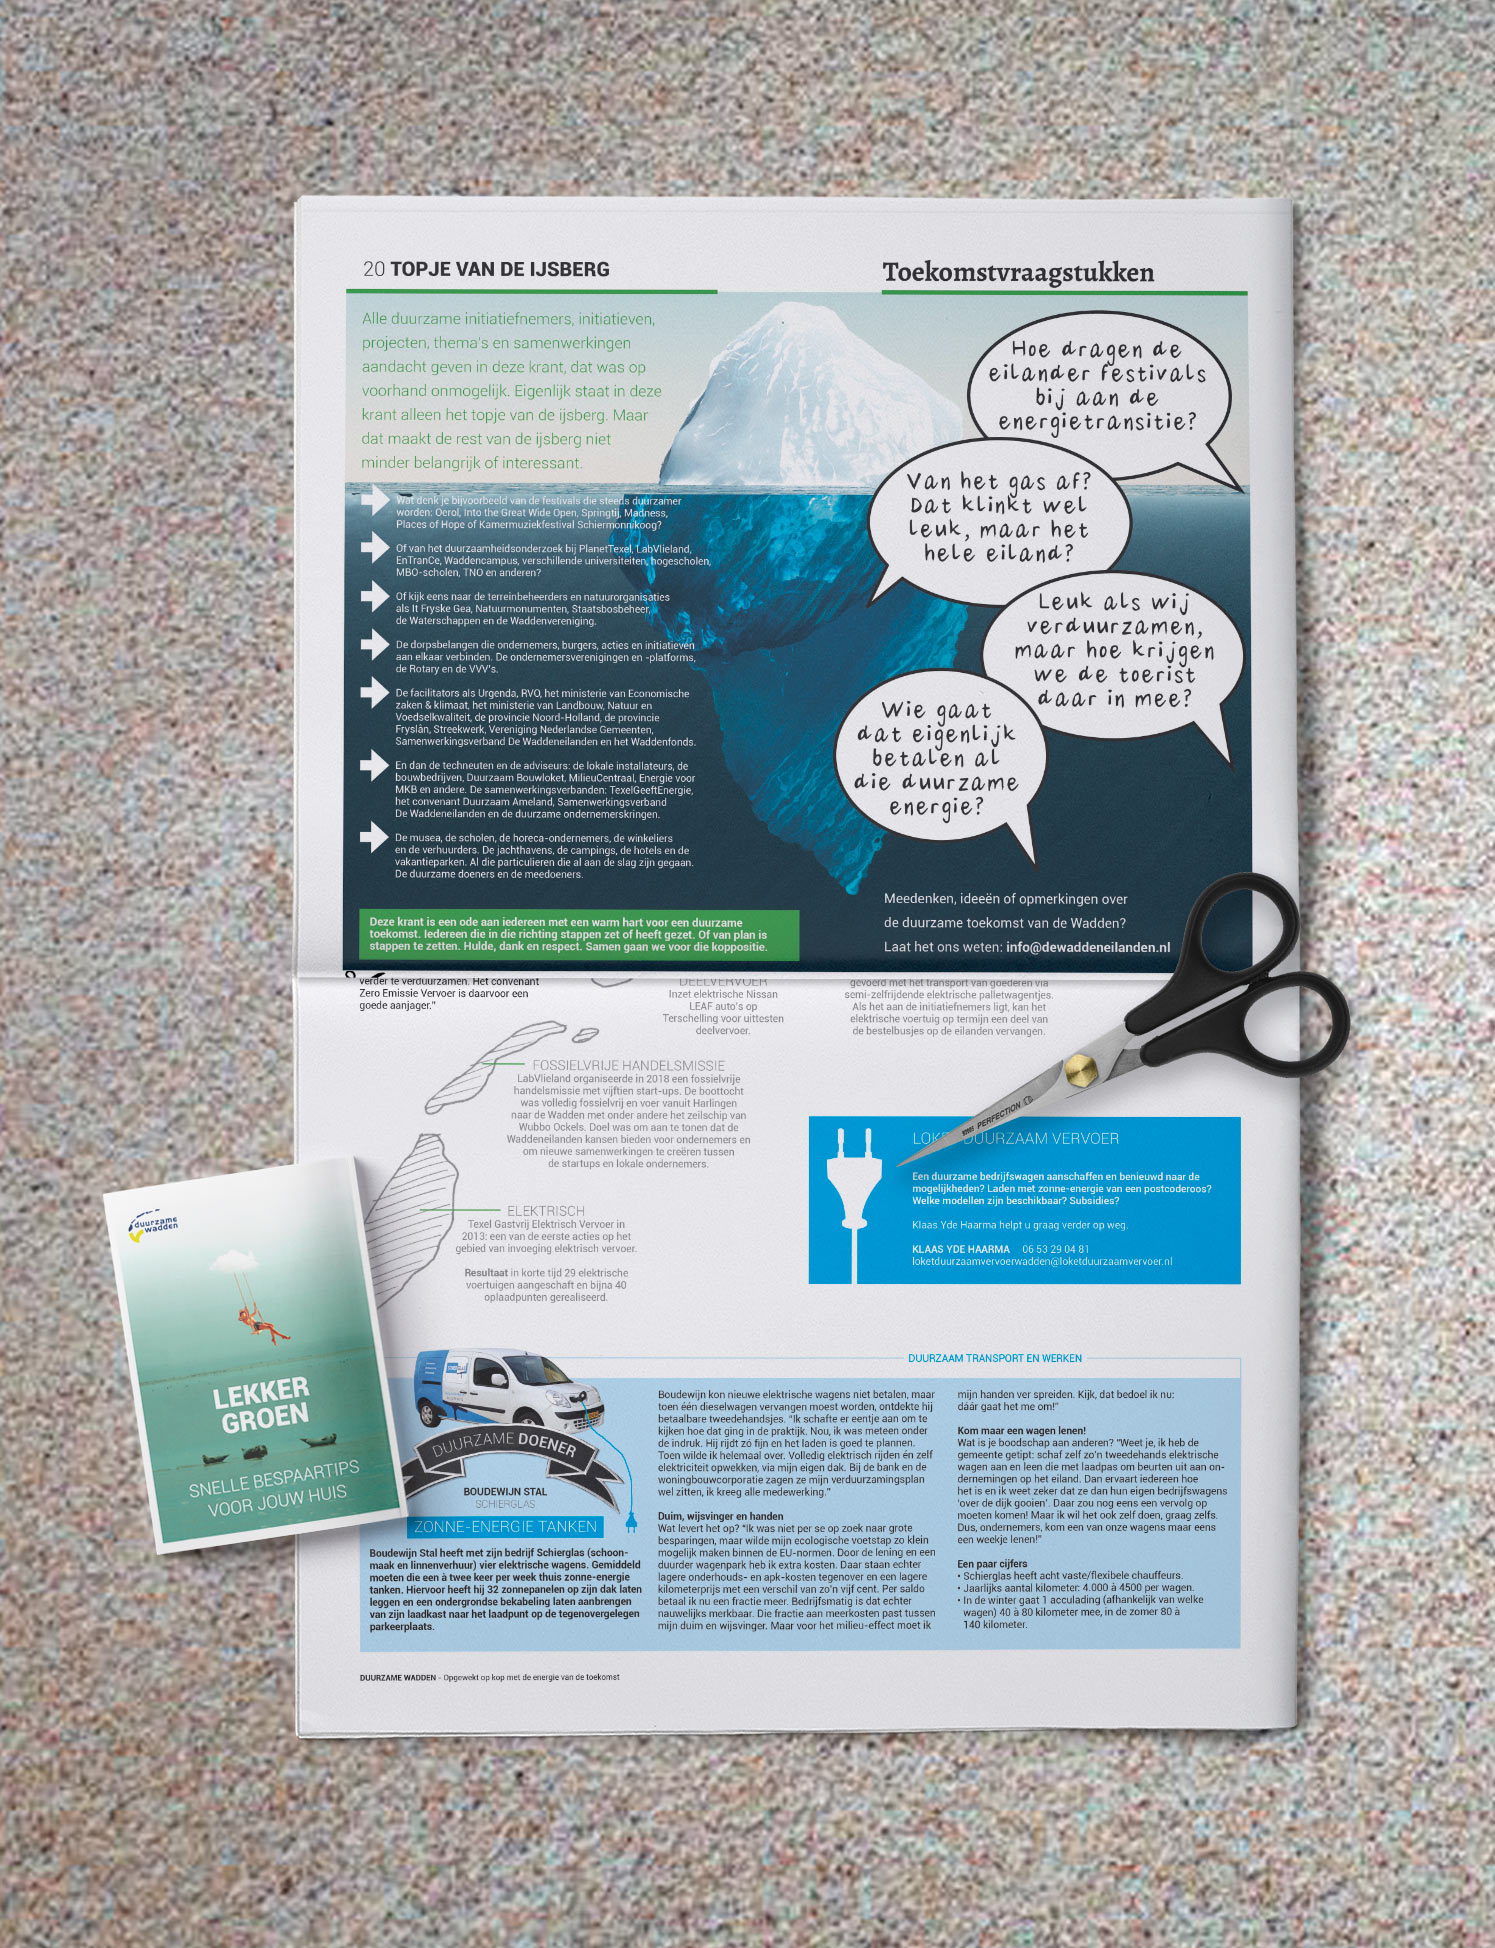 20 TOPJE VAN DE IJSBERG
Toekomstvraagstukken
Alle duurzame initiatiefnemers, initiatieven,
projecten, thema's en samenwerkingen
aandacht geven in deze krant, dat was op
voorhand onmogelijk. Eigenlijk staat in deze
krant alleen het topje van de ijsberg. Maar
dat maakt de rest van de ijsberg niet
minder belangrijk of interessant.
Wat denk je bijvoorbeeld van de festivals die steeds duurzamer
worden: Oerol, Into the Great Wide Open, Springtij, Madness,
Places of Hope of Kamermuziekfestival Schiermonnikoog?
Of van het duurzaamheidsonderzoek bij PlanetTexel, LabVlieland,
EnTranCe, Waddencampus, verschillende universiteiten, hogescholen,
MBO-scholen, TNO en anderen?
Of kijk eens naar de terreinbeheerders en natuurorganisaties
als It Fryske Gea, Natuurmonumenten, Staatsbosbeheer,
de Waterschappen en de Waddenvereniging.
De dorpsbelangen die ondernemers, burgers, acties en initiatieven
aan elkaar verbinden. De ondernemersverenigingen en -platforms,
de Rotary en de VVV's.
De facilitators als Urgenda, RVO, het ministerie van Economische
zaken & klimaat, het ministerie van Landbouw, Natuur en
Voedselkwaliteit, de provincie Noord-Holland, de provincie
Fryslân, Streekwerk, Vereniging Nederlandse Gemeenten,
Samenwerkingsverband De Waddeneilanden en het Waddenfonds.
En dan de techneuten en de adviseurs: de lokale installateurs, de
bouwbedrijven, Duurzaam Bouwloket, MilieuCentraal, Energie voor
MKB en andere. De samenwerkingsverbanden: TexelGeeftEnergie,
het convenant Duurzaam Ameland, Samenwerkingsverband
De Waddeneilanden en de duurzame ondernemerskringen.
De musea, de scholen, de horeca-ondernemers, de winkeliers
en de verhuurders. De jachthavens, de campings, de hotels en de
vakantieparken. Al die particulieren die al aan de slag zijn gegaan.
De duurzame doeners en de meedoeners.
Deze krant is een ode aan iedereen met een warm hart voor een duurzame
toekomst. Iedereen die in die richting stappen zet of heeft gezet. Of van plan is
stappen te zetten. Hulde, dank en respect. Samen gaan we voor die koppositie.
Hoe dragen de
eilander festivals
bij aan de
energietransitie?
Van het gas af?
Dat klinkt wel
leuk, maar het
hele eiland?
Leuk als wij
verduurzamen,
maar hoe krijgen
we de toerist
daar in mee?
Wie gaat
dat eigenlijk
betalen al
die duurzame
energie?
Meedenken, ideeën of opmerkingen over
de duurzame toekomst van de Wadden?
Laat het ons weten: info@dewaddeneilanden.nl
verder te verduurzamen. Het convenant
Zero Emissie Vervoer is daarvoor een
goede aanjager."
DEELVERVOER
Inzet elektrische Nissan
LEAF auto's op
Terschelling voor uittesten
deelvervoer.
gevoerd met het transport van goederen via
semi-zelfrijdende elektrische palletwagentjes.
Als het aan de initiatiefnemers ligt, kan het
elektrische voertuig op termijn een deel van
de bestelbusjes op de eilanden vervangen.
FOSSIELVRIJE HANDELSMISSIE
LabVlieland organiseerde in 2018 een fossielvrije
handelsmissie met vijftien start-ups. De boottocht
was volledig fossielvrij en voer vanuit Harlingen
naar de Wadden met onder andere het zeilschip van
Wubbo Ockels. Doel was om aan te tonen dat de
Waddeneilanden kansen bieden voor ondernemers en
om nieuwe samenwerkingen te creëren tussen
de startups en lokale ondernemers.
ELEKTRISCH
Texel Gastvrij Elektrisch Vervoer in
2013: een van de eerste acties op het
gebied van invoeging elektrisch vervoer.
Resultaat in korte tijd 29 elektrische
voertuigen aangeschaft en bijna 40
oplaadpunten gerealiseerd.
PERFECTION
LOKET DUURZAAM VERVOER
Een duurzame bedrijfswagen aanschaffen en benieuwd naar de
mogelijkheden? Laden met zonne-energie van een postcoderoos?
Welke modellen zijn beschikbaar? Subsidies?
Klaas Yde Haarma helpt u graag verder op weg.
KLAAS YDE HAARMA 06 53 29 04 81
loketduurzaamvervoerwadden@loketduurzaamvervoer.nl
duurzame
wadden
LEKKER
GROEN
SNELLE BESPAARTIPS
VOOR JOUW HUIS
DUURZAAM TRANSPORT EN WERKEN
DUURZAME DOENER
BOUDEWIJN STAL
SCHIERGLAS
ZONNE-ENERGIE TANKEN
Boudewijn Stal heeft met zijn bedrijf Schierglas (schoon-
maak en linnenverhuur) vier elektrische wagens. Gemiddeld
moeten die een à twee keer per week thuis zonne-energie
tanken. Hiervoor heeft hij 32 zonnepanelen op zijn dak laten
leggen en een ondergrondse bekabeling laten aanbrengen
van zijn laadkast naar het laadpunt op de tegenovergelegen
parkeerplaats.
Boudewijn kon nieuwe elektrische wagens niet betalen, maar
toen één dieselwagen vervangen moest worden, ontdekte hij
betaalbare tweedehandsjes. "Ik schafte er eentje aan om te
kijken hoe dat ging in de praktijk. Nou, ik was meteen onder
de indruk. Hij rijdt zó fijn en het laden is goed te plannen.
Toen wilde ik helemaal over. Volledig elektrisch rijden én zelf
elektriciteit opwekken, via mijn eigen dak. Bij de bank en de
woningbouwcorporatie zagen ze mijn verduurzamingsplan
wel zitten, ik kreeg alle medewerking."
Duim, wijsvinger en handen
Wat levert het op? "Ik was niet per se op zoek naar grote
besparingen, maar wilde mijn ecologische voetstap zo klein
mogelijk maken binnen de EU-normen. Door de lening en een
duurder wagenpark heb ik extra kosten. Daar staan echter
lagere onderhouds- en apk-kosten tegenover en een lagere
kilometerprijs met een verschil van zo'n vijf cent. Per saldo
betaal ik nu een fractie meer. Bedrijfsmatig is dat echter
nauwelijks merkbaar. Die fractie aan meerkosten past tussen
mijn duim en wijsvinger. Maar voor het milieu-effect moet ik
mijn handen ver spreiden. Kijk, dat bedoel ik nu:
dáár gaat het me om!"
Kom maar een wagen lenen!
Wat is je boodschap aan anderen? "Weet je, ik heb de
gemeente getipt: schaf zelf zo'n tweedehands elektrische
wagen aan en leen die met laadpas om beurten uit aan on-
dernemingen op het eiland. Dan ervaart iedereen hoe
het is en ik weet zeker dat ze dan hun eigen bedrijfswagens
'over de dijk gooien'. Daar zou nog eens een vervolg op
moeten komen! Maar ik wil het ook zelf doen, graag zelfs.
Dus, ondernemers, kom een van onze wagens maar eens
een weekje lenen!"
Een paar cijfers
• Schierglas heeft acht vaste/flexibele chauffeurs.
• Jaarlijks aantal kilometer: 4.000 à 4500 per wagen.
• In de winter gaat 1 acculading (afhankelijk van welke
wagen) 40 à 80 kilometer mee, in de zomer 80 à
140 kilometer.
DUURZAME WADDEN - Opgewekt op kop met de energie van de toekomst